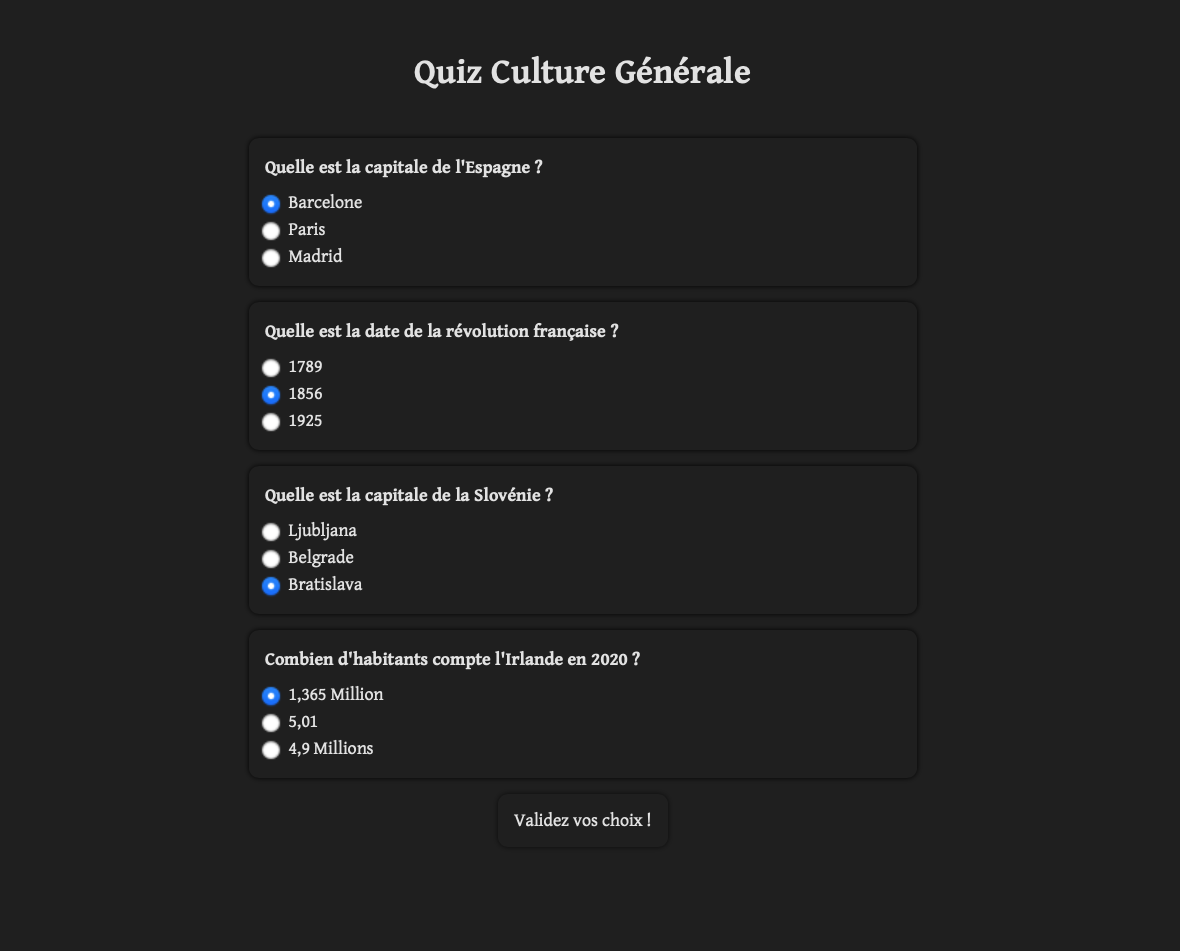 Quiz Culture Générale
Quelle est la capitale de l'Espagne ?
Barcelone
Paris
Madrid
Quelle est la date de la révolution française ?
1789
1856
1925
Quelle est la capitale de la Slovénie ?
Ljubljana
Belgrade
Bratislava
Combien d'habitants compte l'Irlande en 2020 ?
1,365 Million
5,01
4,9 Millions
Validez vos choix !